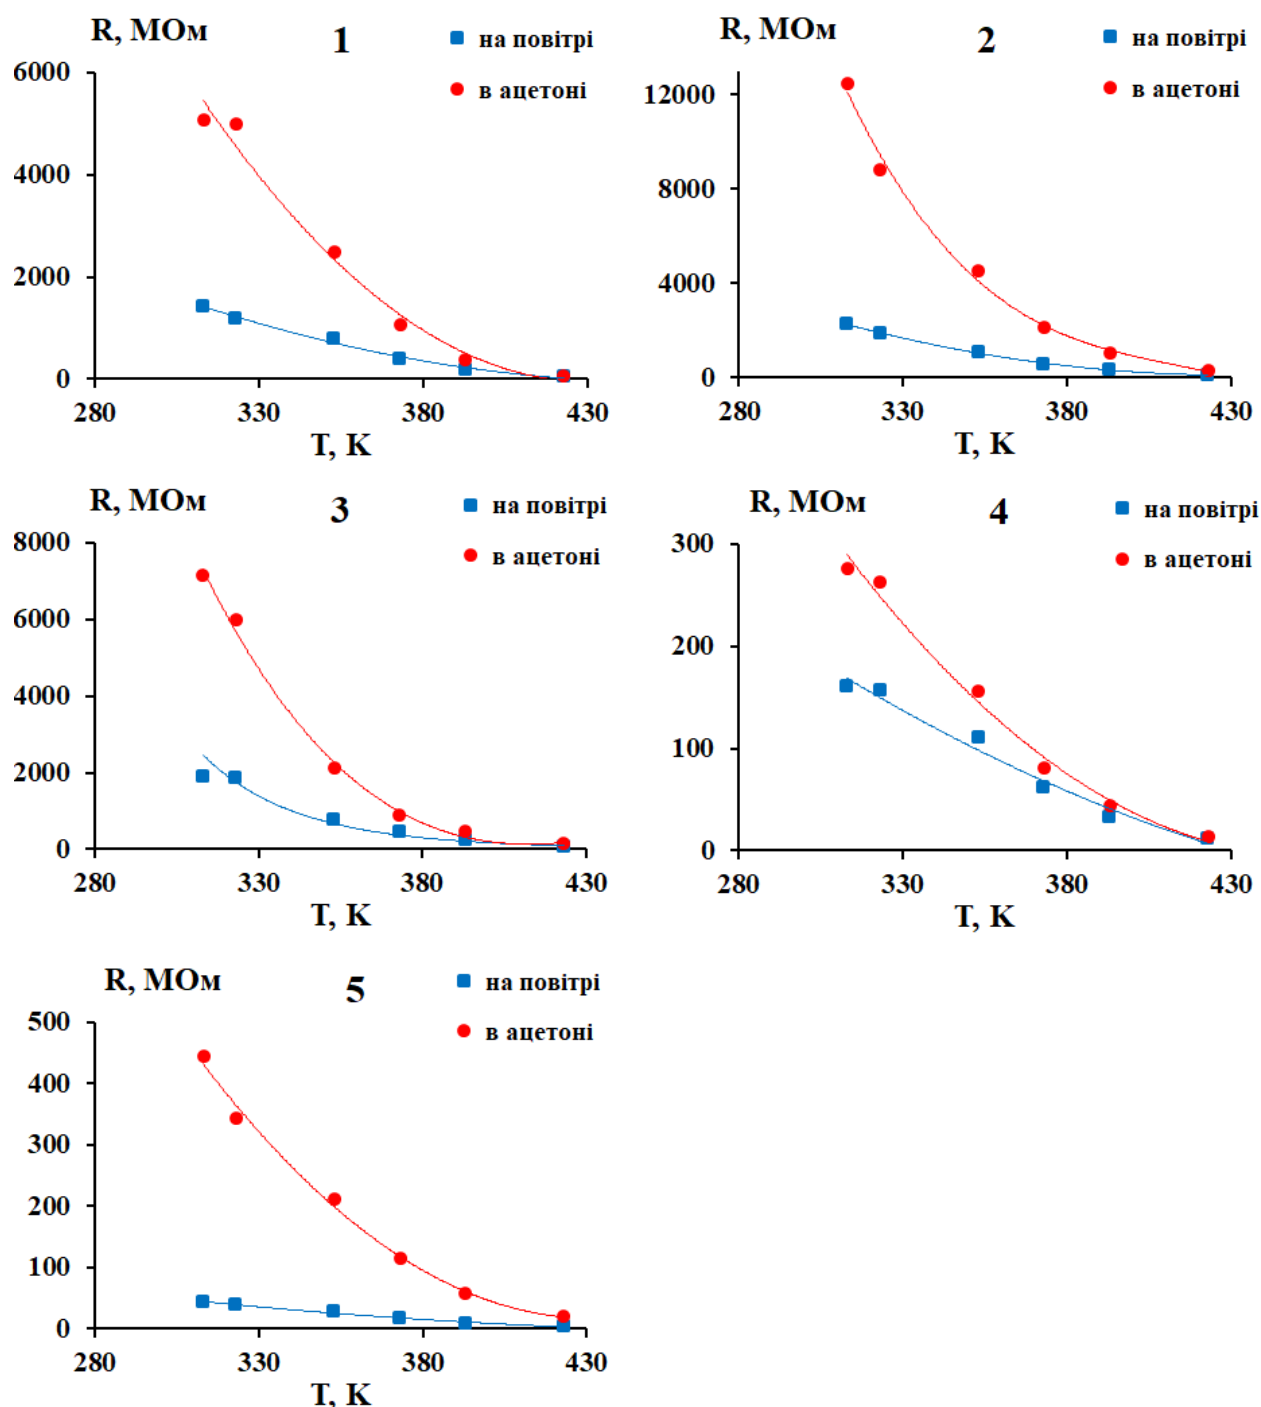 R, МОм
1
на повітрі
в ацетоні
6000
4000
2000
0
280 330 380 430
T, K
R, МОм
2
на повітрі
в ацетоні
12000
8000
4000
0
280 330 380 430
T, K
R, МОм
3
на повітрі
в ацетоні
8000
6000
4000
2000
0
280 330 380 430
T, K
R, МОм
4
на повітрі
в ацетоні
300
200
100
0
280 330 380 430
T, K
R, МОм
5
на повітрі
в ацетоні
500
400
300
200
100
0
280 330 380 430
T, K